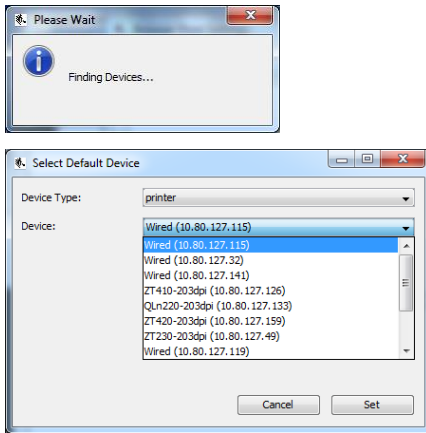 Please Wait
Finding Devices...
Select Default Device
Device Type:
printer
Device:
Wired (10.80.127.115)
Wired (10.80.127.115)
Wired (10.80.127.32)
Wired (10.80.127.141)
ZT410-203dpi (10.80.127.126)
QLn220-203dpi (10.80.127.133)
ZT420-203dpi (10.80.127.159)
ZT230-203dpi (10.80.127.49)
Wired (10.80.127.119)
Cancel
Set